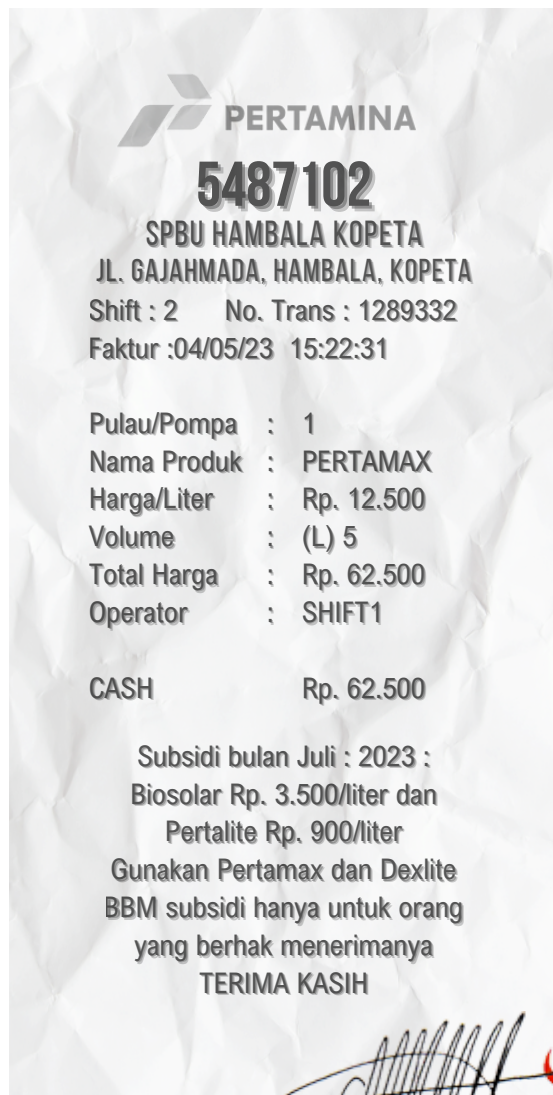 PERTAMINA
5487102
SPBU HAMBALA KOPETA
JL. GAJAHMADA, HAMBALA, KOPETA
Shift : 2 No. Trans : 1289332
Faktur :04/05/23 15:22:31
Pulau/Pompa : 1
Nama Produk : PERTAMAX
Harga/Liter : Rp. 12.500
Volume : (L) 5
Total Harga : Rp. 62.500
Operator : SHIFT1
CASH Rp. 62.500
Subsidi bulan Juli : 2023 :
Biosolar Rp. 3.500/liter dan
Pertalite Rp. 900/liter
Gunakan Pertamax dan Dexlite
BBM subsidi hanya untuk orang
yang berhak menerimanya
TERIMA KASIH